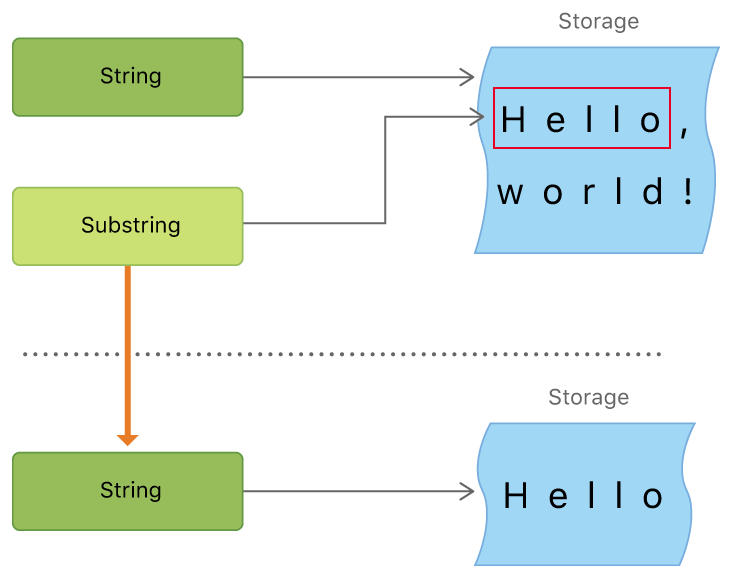 Storage
String
H e l l o ,
w o r l d !
Substring
Storage
String
H e l l o